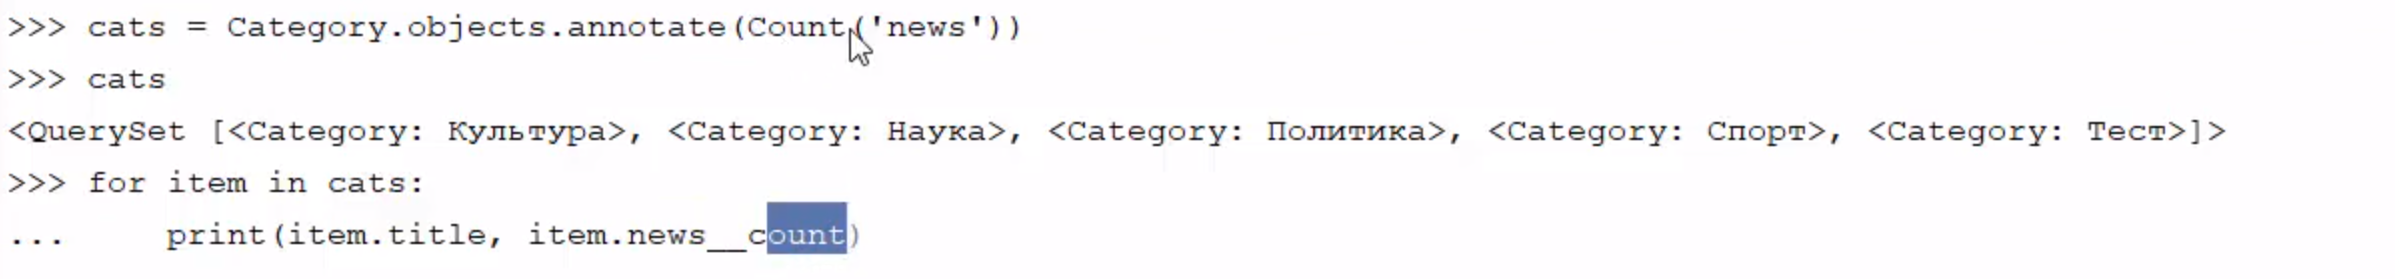 >>> cats = Category.objects.annotate(Count('news'))
>>> cats
<QuerySet [<Category: Культура>, <Category: Наука>, <Category: Политика>, <Category: Спорт>, <Category: Тест>]>
>>> for item in cats:
...     print(item.title, item.news__count)